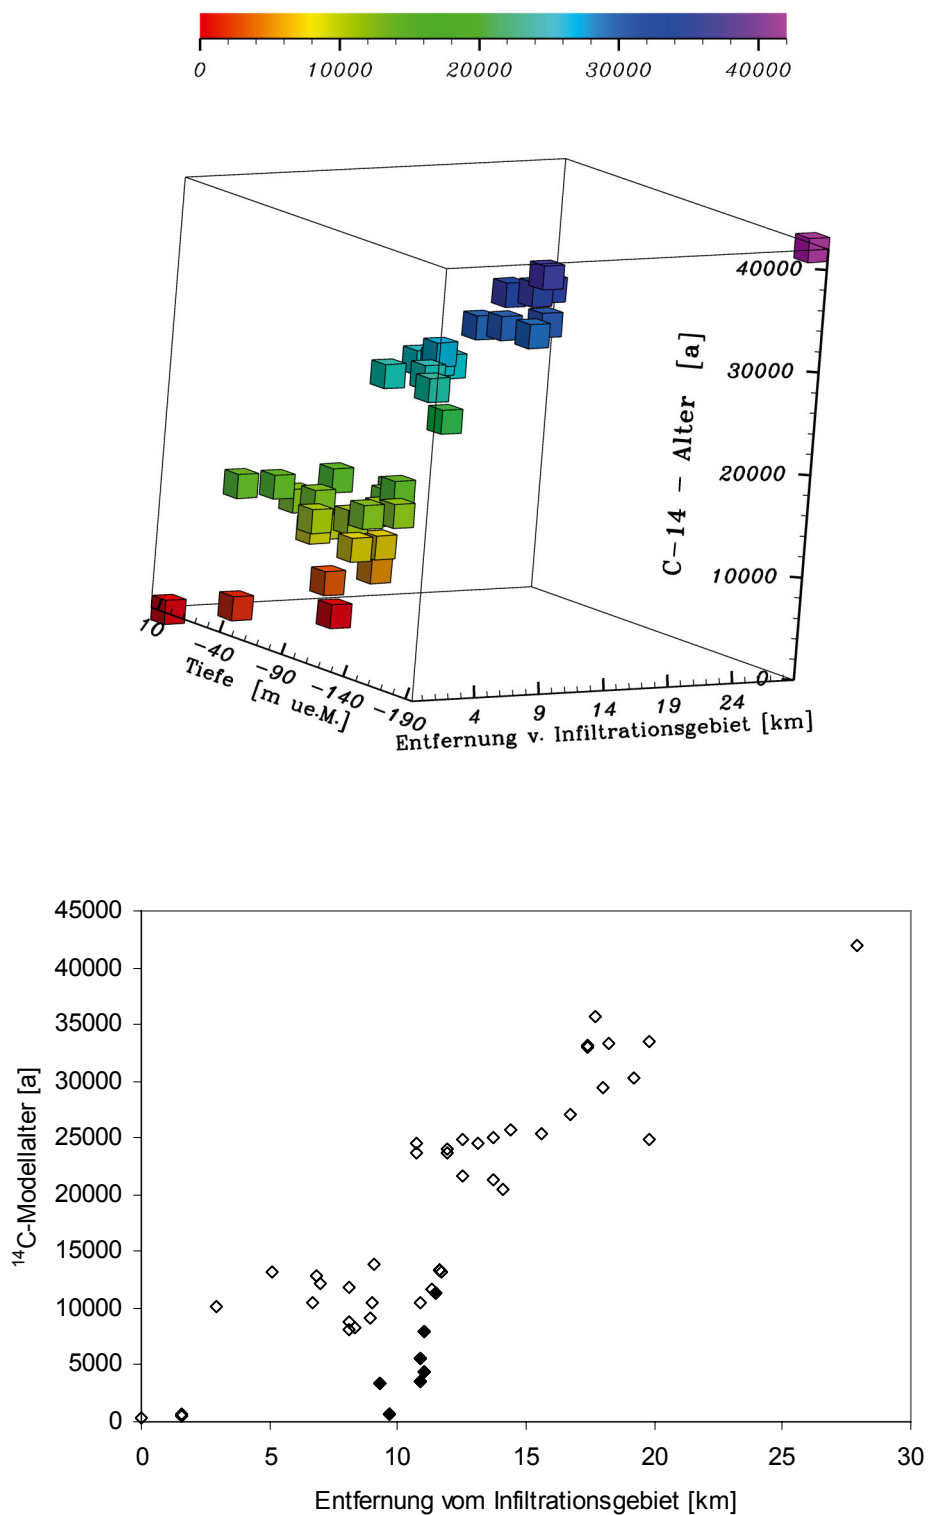 0 10000 20000 30000 40000
40000
30000
20000
10000
0
C-14 - Alter [a]
10 -40 -90 -140 -190
Tiefe [m ue.M.]
4 9 14 19 24
Entfernung v. Infiltrationsgebiet [km]
45000
40000
35000
30000
25000
20000
15000
10000
5000
0
¹⁴C-Modellalter [a]
0 5 10 15 20 25 30
Entfernung vom Infiltrationsgebiet [km]